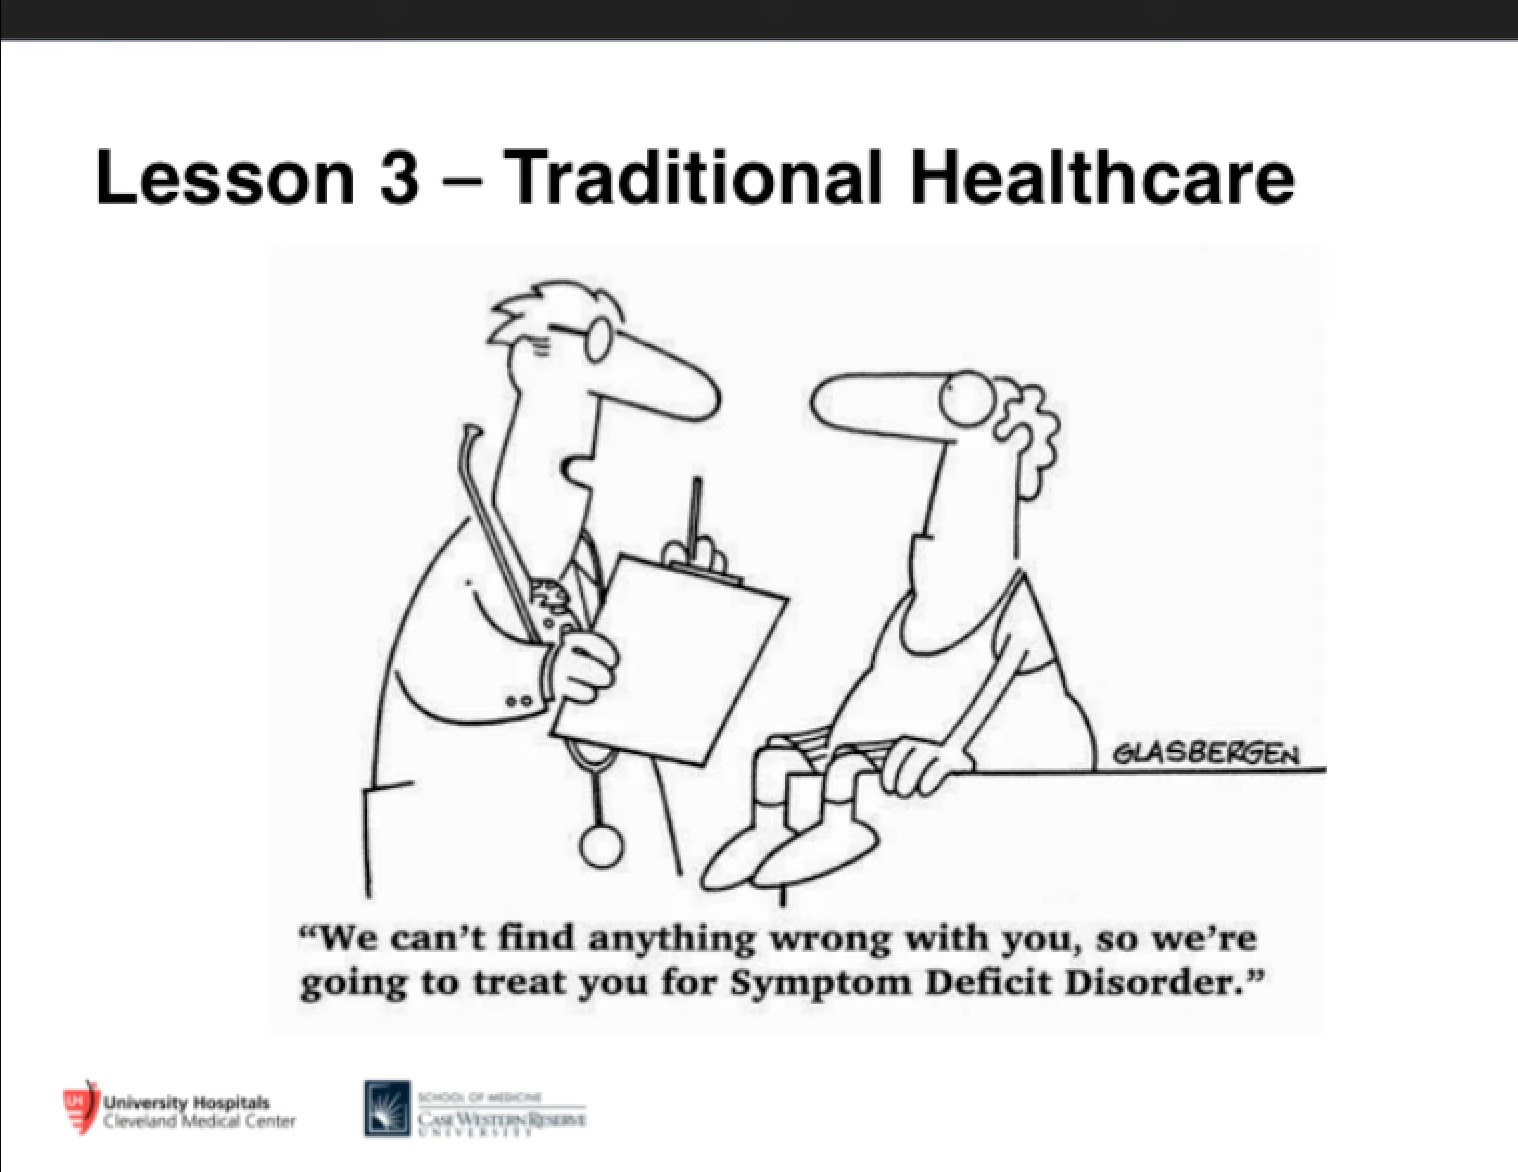 Lesson 3 – Traditional Healthcare
GLASBERGEN
“We can’t find anything wrong with you, so we’re
going to treat you for Symptom Deficit Disorder.”
UH
University Hospitals
Cleveland Medical Center
SCHOOL OF MEDICINE
CASE WESTERN RESERVE
UNIVERSITY